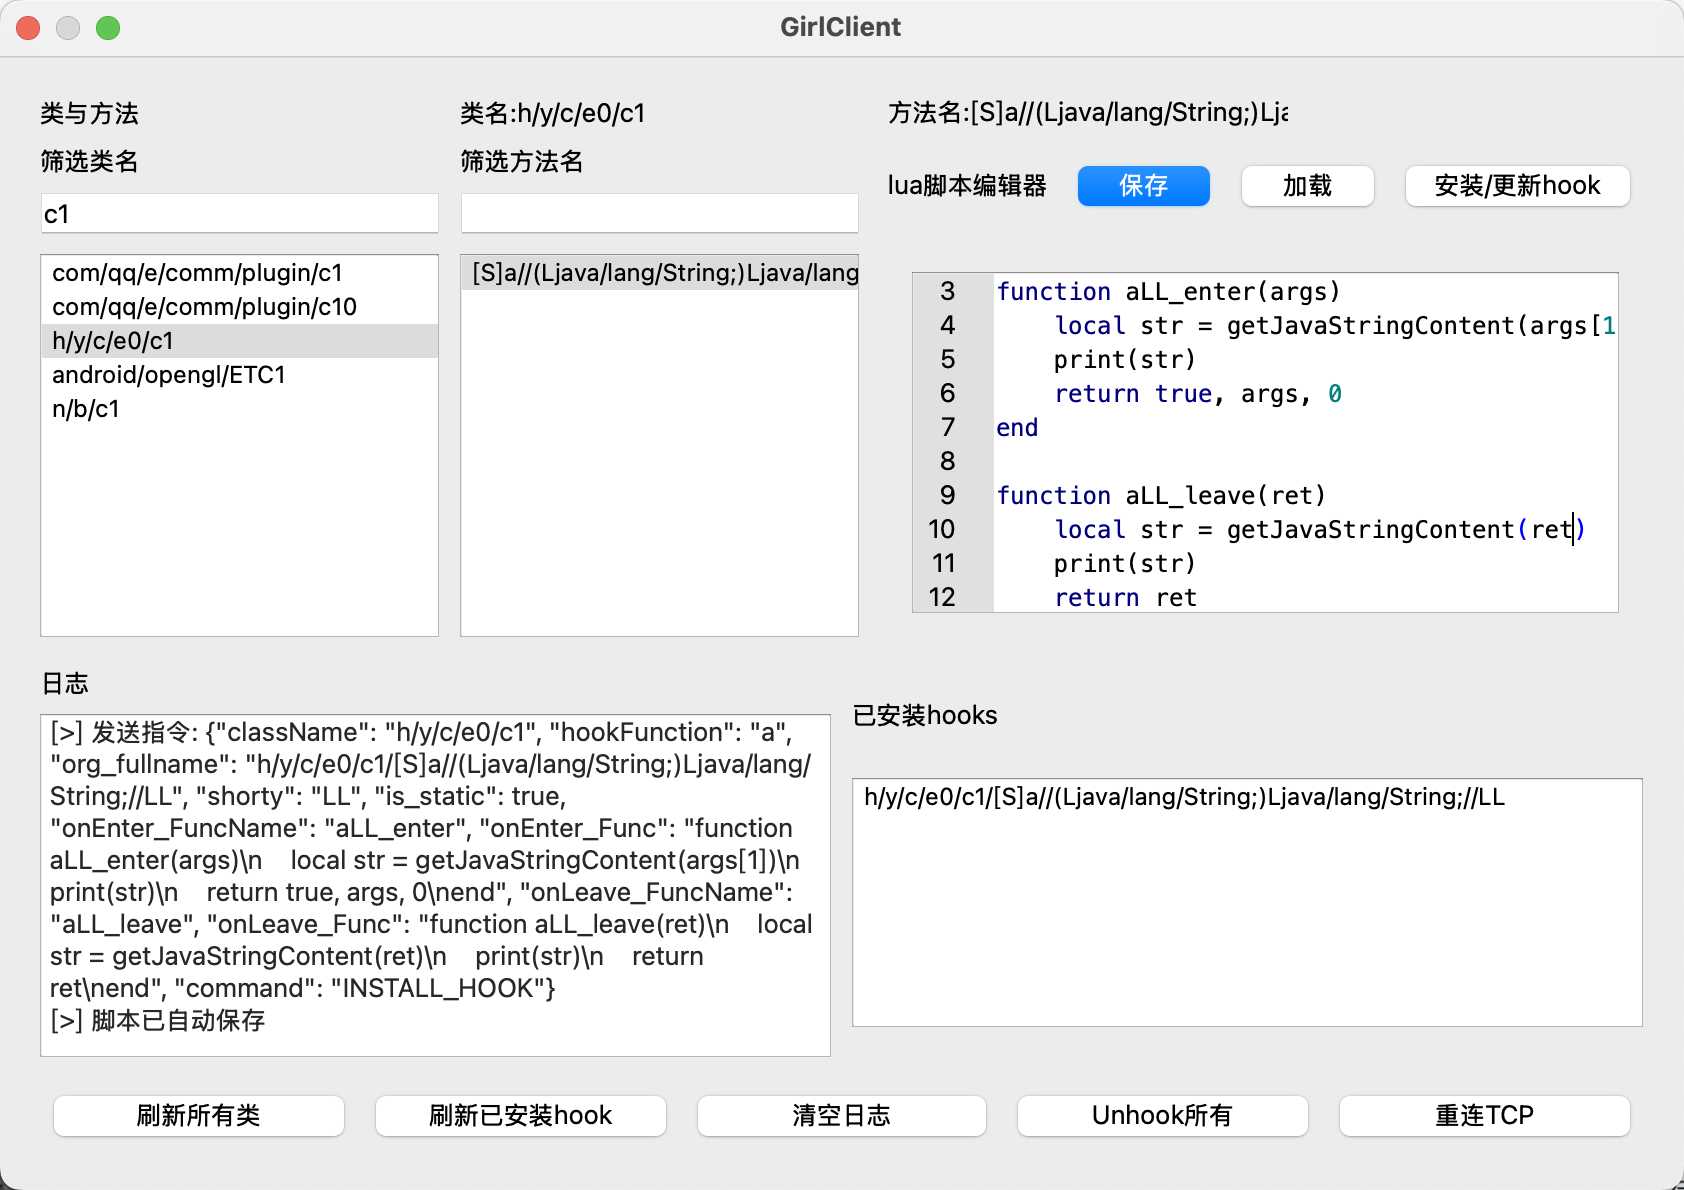 GirlClient
类与方法
筛选类名
c1
com/qq/e/comm/plugin/c1
com/qq/e/comm/plugin/c10
h/y/c/e0/c1
android/opengl/ETC1
n/b/c1
类名:h/y/c/e0/c1
筛选方法名
[S]a//(Ljava/lang/String;)Ljava/lang
方法名:[S]a//(Ljava/lang/String;)Lja
lua脚本编辑器
保存
加载
安装/更新hook
3 function aLL_enter(args)
4     local str = getJavaStringContent(args[1
5     print(str)
6     return true, args, 0
7 end
8
9 function aLL_leave(ret)
10     local str = getJavaStringContent(ret)
11     print(str)
12     return ret
日志
[>] 发送指令: {"className": "h/y/c/e0/c1", "hookFunction": "a",
"org_fullname": "h/y/c/e0/c1/[S]a//(Ljava/lang/String;)Ljava/lang/
String;//LL", "shorty": "LL", "is_static": true,
"onEnter_FuncName": "aLL_enter", "onEnter_Func": "function
aLL_enter(args)\n    local str = getJavaStringContent(args[1])\n
print(str)\n    return true, args, 0\nend", "onLeave_FuncName":
"aLL_leave", "onLeave_Func": "function aLL_leave(ret)\n    local
str = getJavaStringContent(ret)\n    print(str)\n    return
ret\nend", "command": "INSTALL_HOOK"}
[>] 脚本已自动保存
已安装hooks
h/y/c/e0/c1/[S]a//(Ljava/lang/String;)Ljava/lang/String;//LL
刷新所有类
刷新已安装hook
清空日志
Unhook所有
重连TCP